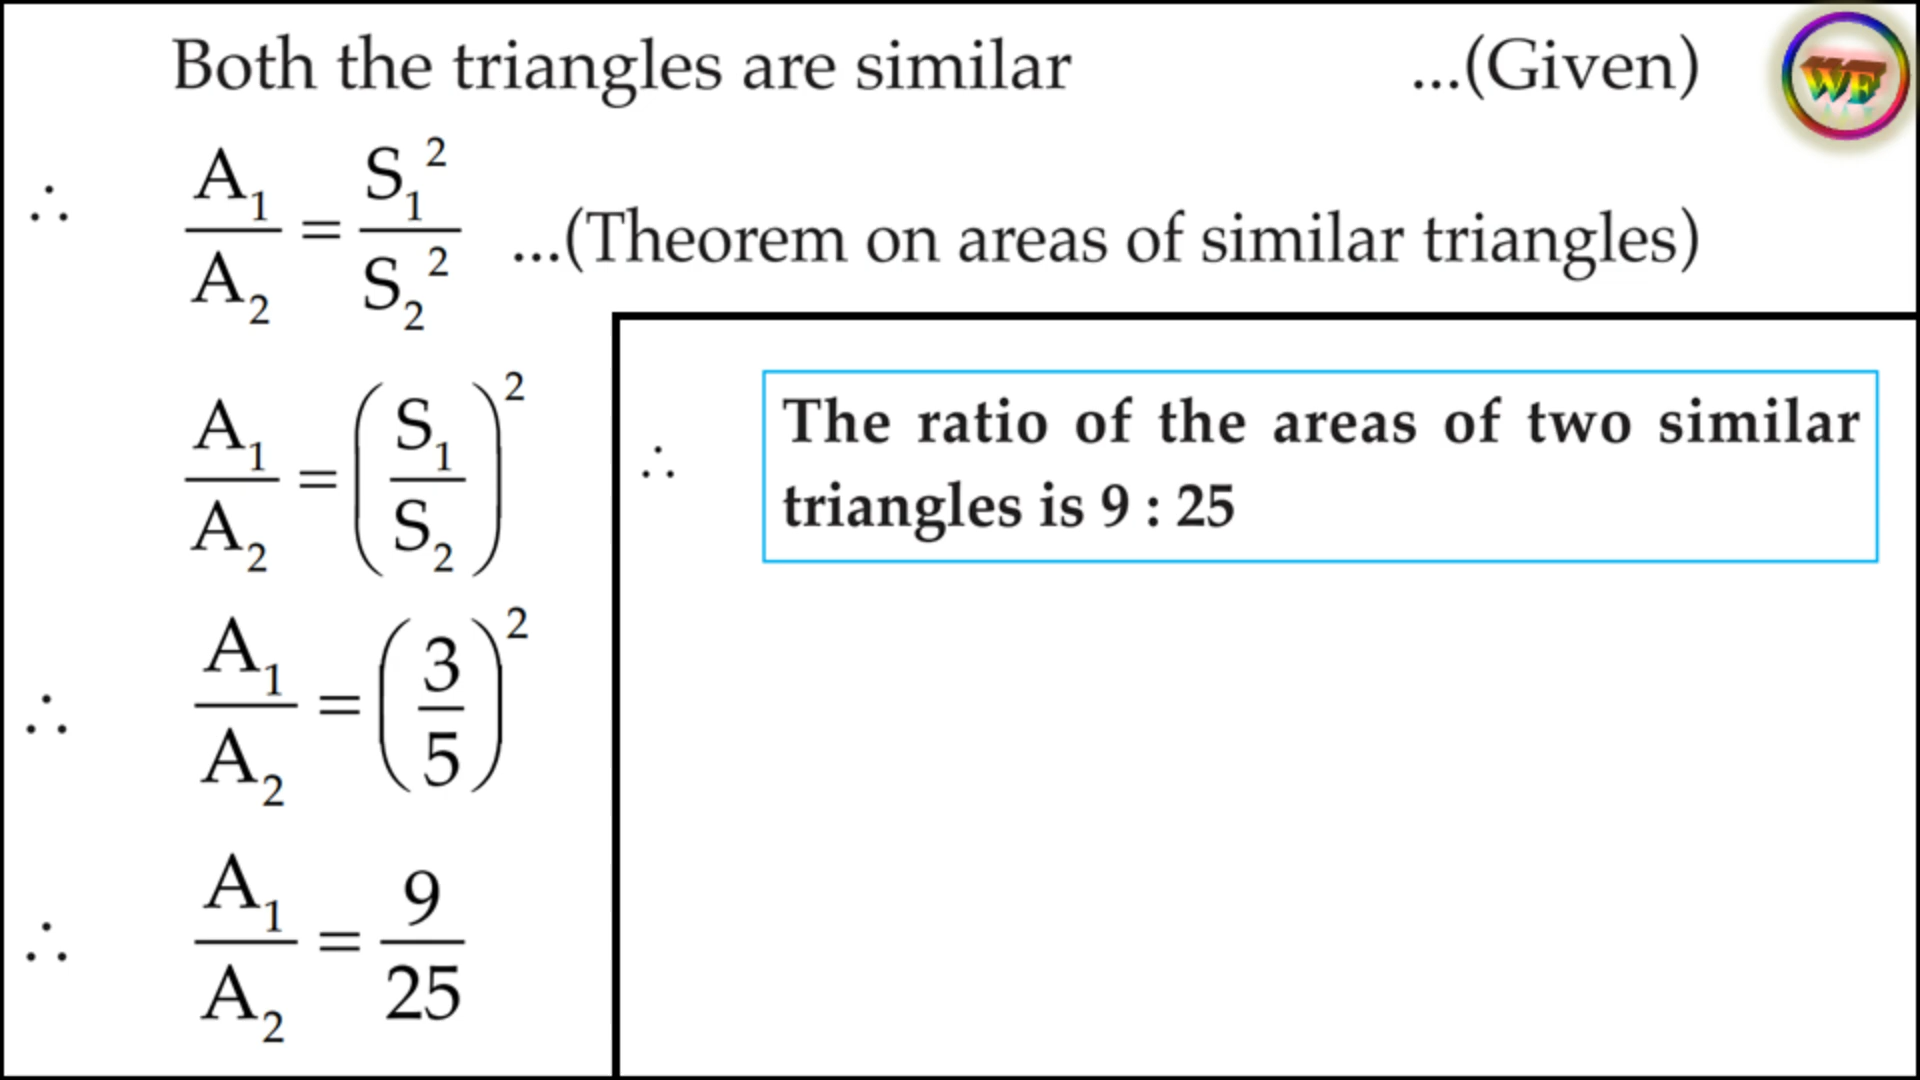 Both the triangles are similar ...(Given)
WE
∴ A₁/A₂ = S₁²/S₂² ...(Theorem on areas of similar triangles)
A₁/A₂ = (S₁/S₂)²
∴ A₁/A₂ = (3/5)²
∴ A₁/A₂ = 9/25
∴ The ratio of the areas of two similar
triangles is 9 : 25